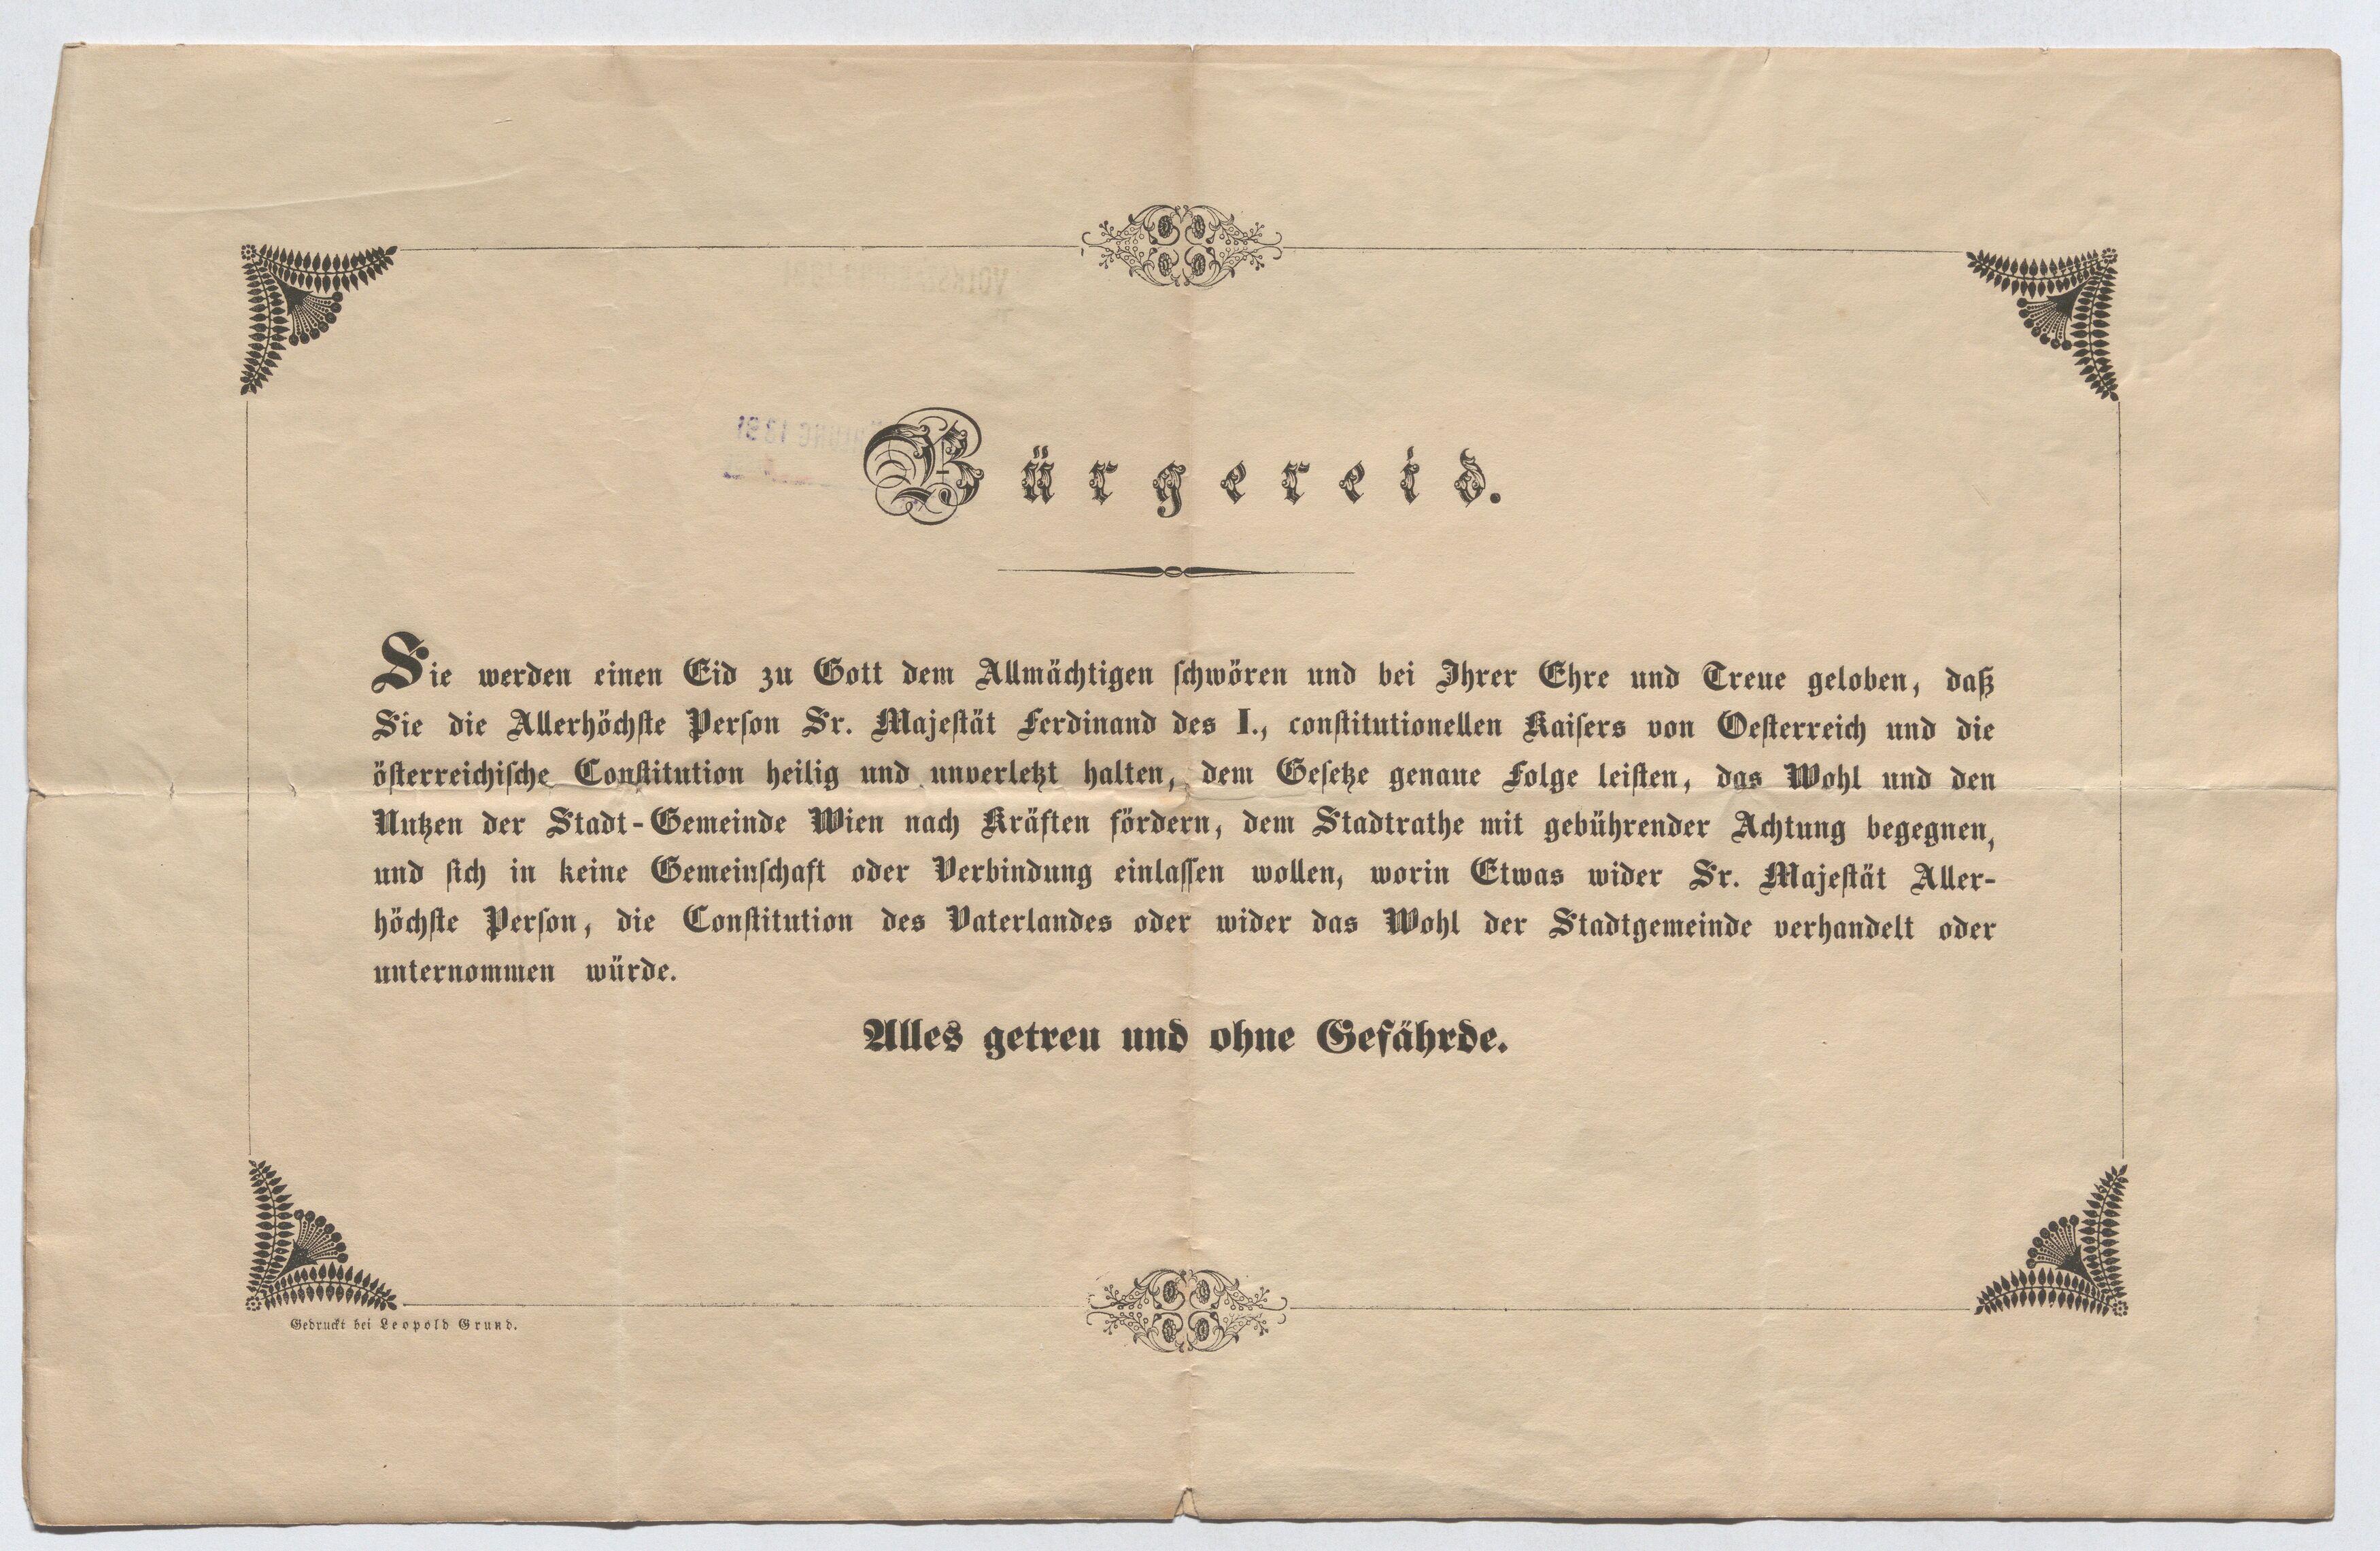 Bürgereid.
Sie werden einen Eid zu Gott dem Allmächtigen schwören und bei Ihrer Ehre und Treue geloben, daß
Sie die Allerhöchste Person Sr. Majestät Ferdinand des I., constitutionellen Kaisers von Oesterreich und die
österreichische Constitution heilig und unverletzt halten, dem Gesetze genaue Folge leisten, das Wohl und den
Nutzen der Stadt-Gemeinde Wien nach Kräften fördern, dem Stadtrathe mit gebührender Achtung begegnen,
und sich in keine Gemeinschaft oder Verbindung einlassen wollen, worin Etwas wider Sr. Majestät Aller-
höchste Person, die Constitution des Vaterlandes oder wider das Wohl der Stadtgemeinde verhandelt oder
unternommen würde.
Alles getreu und ohne Gefährde.
Gedruckt bei Leopold Grund.